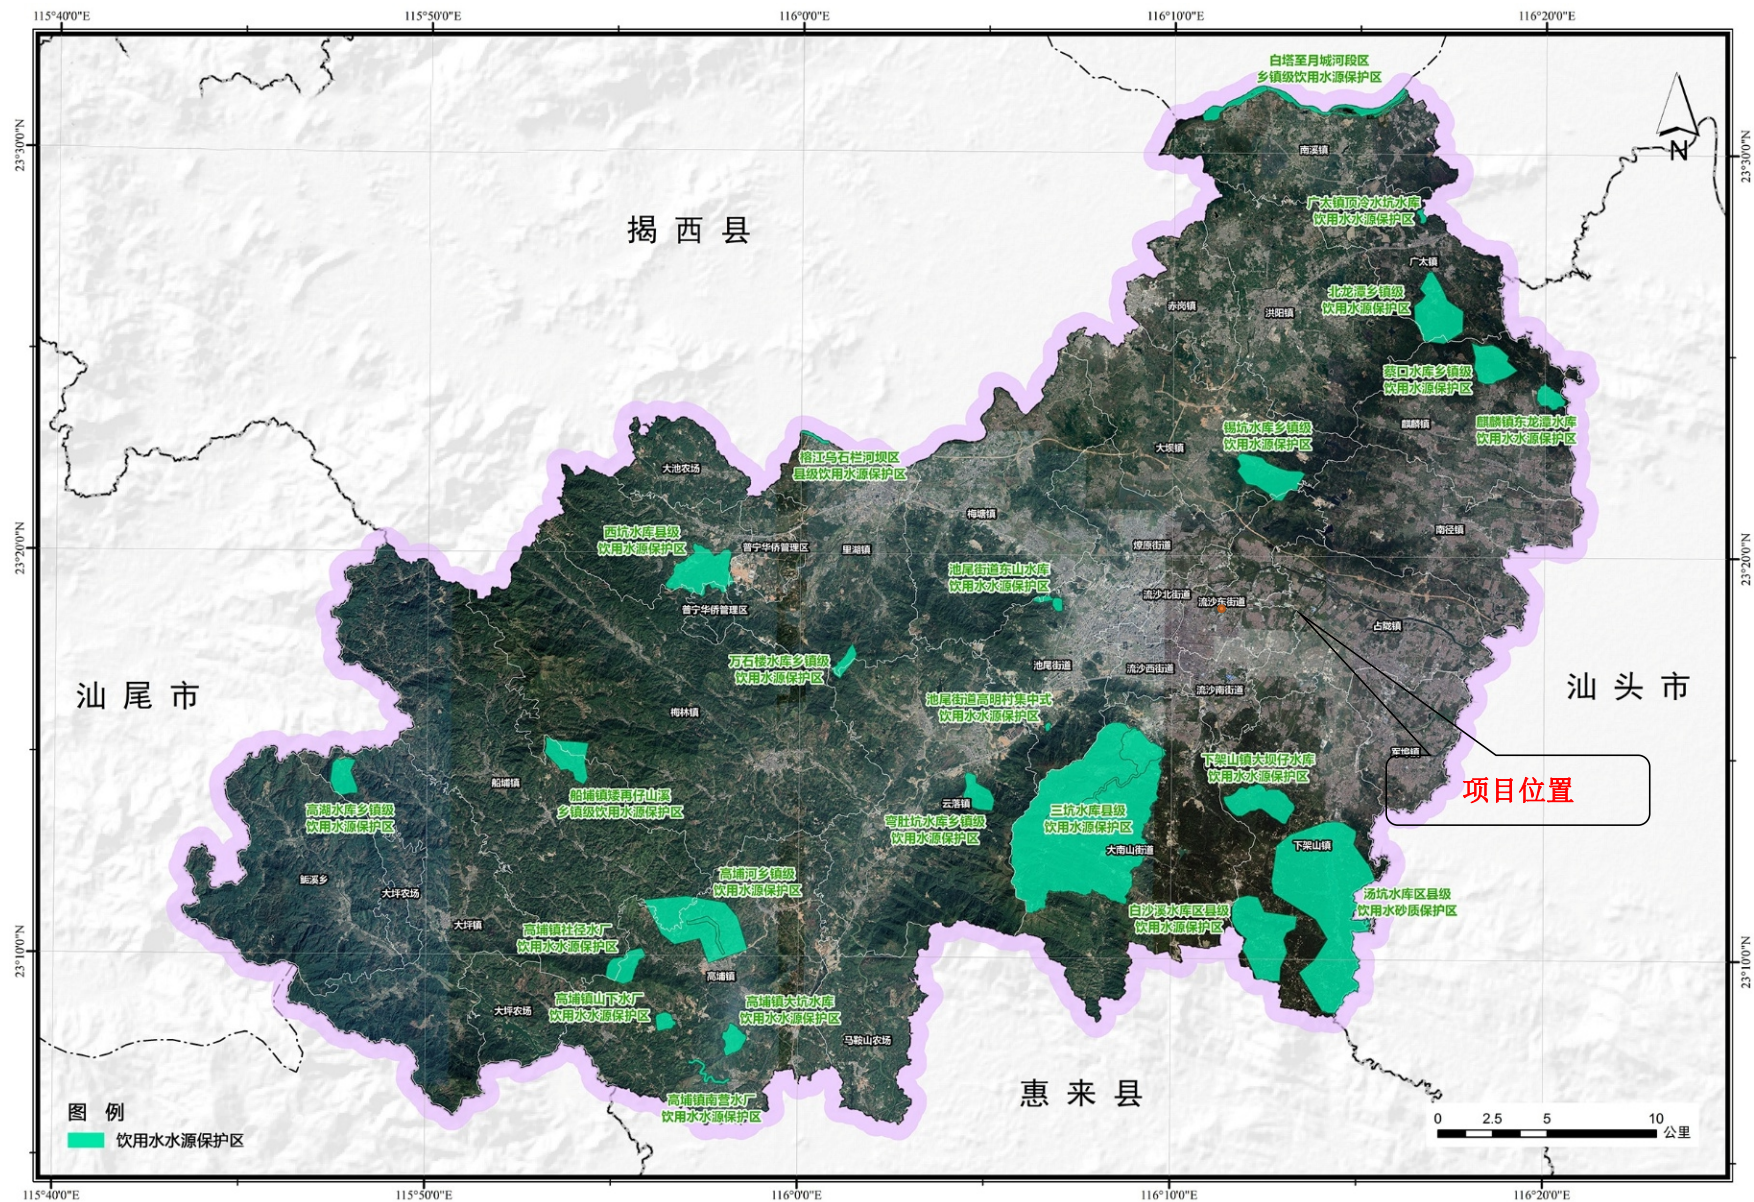 115°40'0"E
115°50'0"E
116°0'0"E
116°10'0"E
116°20'0"E
23°30'0"N
23°20'0"N
23°10'0"N
23°30'0"N
23°20'0"N
23°10'0"N
N
白塔至月城河段区
乡镇级饮用水源保护区
南溪镇
揭西县
广太镇顶冷水坑水库
饮用水水源保护区
广太镇
北龙潭乡镇级
饮用水源保护区
赤岗镇
洪阳镇
蔡口水库乡镇级
饮用水源保护区
麒麟镇
麒麟镇东龙潭水库
饮用水水源保护区
锡坑水库乡镇级
饮用水源保护区
大坝镇
榕江乌石拦河坝区
县级饮用水源保护区
大池农场
梅塘镇
南径镇
西坑水库县级
饮用水源保护区
普宁华侨管理区
里湖镇
燎原街道
池尾街道东山水库
饮用水水源保护区
流沙北街道
流沙东街道
普宁华侨管理区
占陇镇
万石楼水库乡镇级
饮用水源保护区
池尾街道
流沙西街道
流沙南街道
汕尾市
汕头市
池尾街道高明村集中式
饮用水水源保护区
梅林镇
军埠镇
下架山镇大坝仔水库
饮用水水源保护区
项目位置
船埔镇
船埔镇矮再仔山溪
乡镇级饮用水源保护区
高湖水库乡镇级
饮用水源保护区
云落镇
弯肚坑水库乡镇级
饮用水源保护区
三坑水库县级
饮用水源保护区
大南山街道
下架山镇
高埔河乡镇级
饮用水源保护区
鲘溪乡
大坪农场
汤坑水库区县级
饮用水砂质保护区
白沙溪水库区县级
饮用水源保护区
大坪镇
高埔镇社径水厂
饮用水水源保护区
高埔镇
高埔镇山下水厂
饮用水水源保护区
高埔镇大坑水库
饮用水水源保护区
大坪农场
马鞍山农场
惠来县
高埔镇南营水厂
饮用水水源保护区
图例
饮用水水源保护区
0 2.5 5 10
公里
115°40'0"E
115°50'0"E
116°0'0"E
116°10'0"E
116°20'0"E